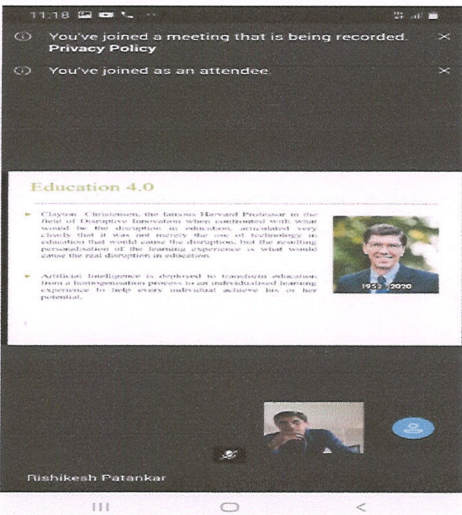 11:18
You've joined a meeting that is being recorded.
Privacy Policy
You've joined as an attendee.
Education 4.0
Clayton Christensen, the famous Harvard Professor in the
field of Disruptive Innovation when confronted with what
would be the disruption in education, articulated very
clearly that it was not merely the use of technology in
education that would cause the disruption, but the resulting
personalisation of the learning experience is what would
cause the real disruption in education.
Artificial Intelligence is deployed to transform education
from a homogenisation process to an individualised learning
experience to help every individual achieve his or her
potential.
1952 - 2020
Rishikesh Patankar